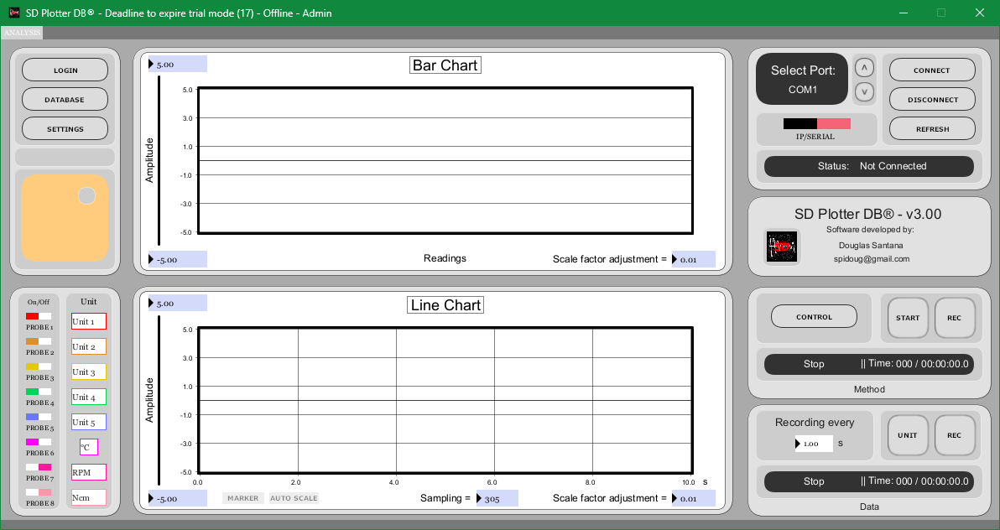 SD Plotter DB® - Deadline to expire trial mode (17) - Offline - Admin
ANALYSIS
LOGIN
DATABASE
SETTINGS
5.00
Bar Chart
5.0
3.0
1.0
-1.0
-3.0
-5.0
Amplitude
-5.00
Readings
Scale factor adjustment = 0.01
Select Port:
COM1
∧
∨
IP/SERIAL
CONNECT
DISCONNECT
REFRESH
Status: Not Connected
SD Plotter DB® - v3.00
Software developed by:
Douglas Santana
spidoug@gmail.com
SD
On/Off
PROBE 1
PROBE 2
PROBE 3
PROBE 4
PROBE 5
PROBE 6
PROBE 7
PROBE 8
Unit
Unit 1
Unit 2
Unit 3
Unit 4
Unit 5
°C
RPM
Ncm
5.00
Line Chart
5.0
3.0
1.0
-1.0
-3.0
-5.0
Amplitude
0.0 2.0 4.0 6.0 8.0 10.0 S
-5.00
MARKER AUTO SCALE
Sampling = 305
Scale factor adjustment = 0.01
CONTROL
START
REC
Stop || Time: 000 / 00:00:00.0
Method
Recording every
1.00 S
UNIT
REC
Stop || Time: 000 / 00:00:00.0
Data